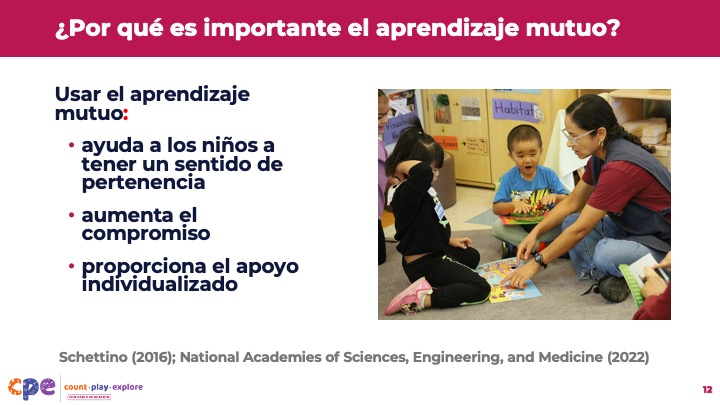 ¿Por qué es importante el aprendizaje mutuo?
Usar el aprendizaje
mutuo:
• ayuda a los niños a
tener un sentido de
pertenencia
• aumenta el
compromiso
• proporciona el apoyo
individualizado
Habitat
Schettino (2016); National Academies of Sciences, Engineering, and Medicine (2022)
cpe
count·play·explore
12